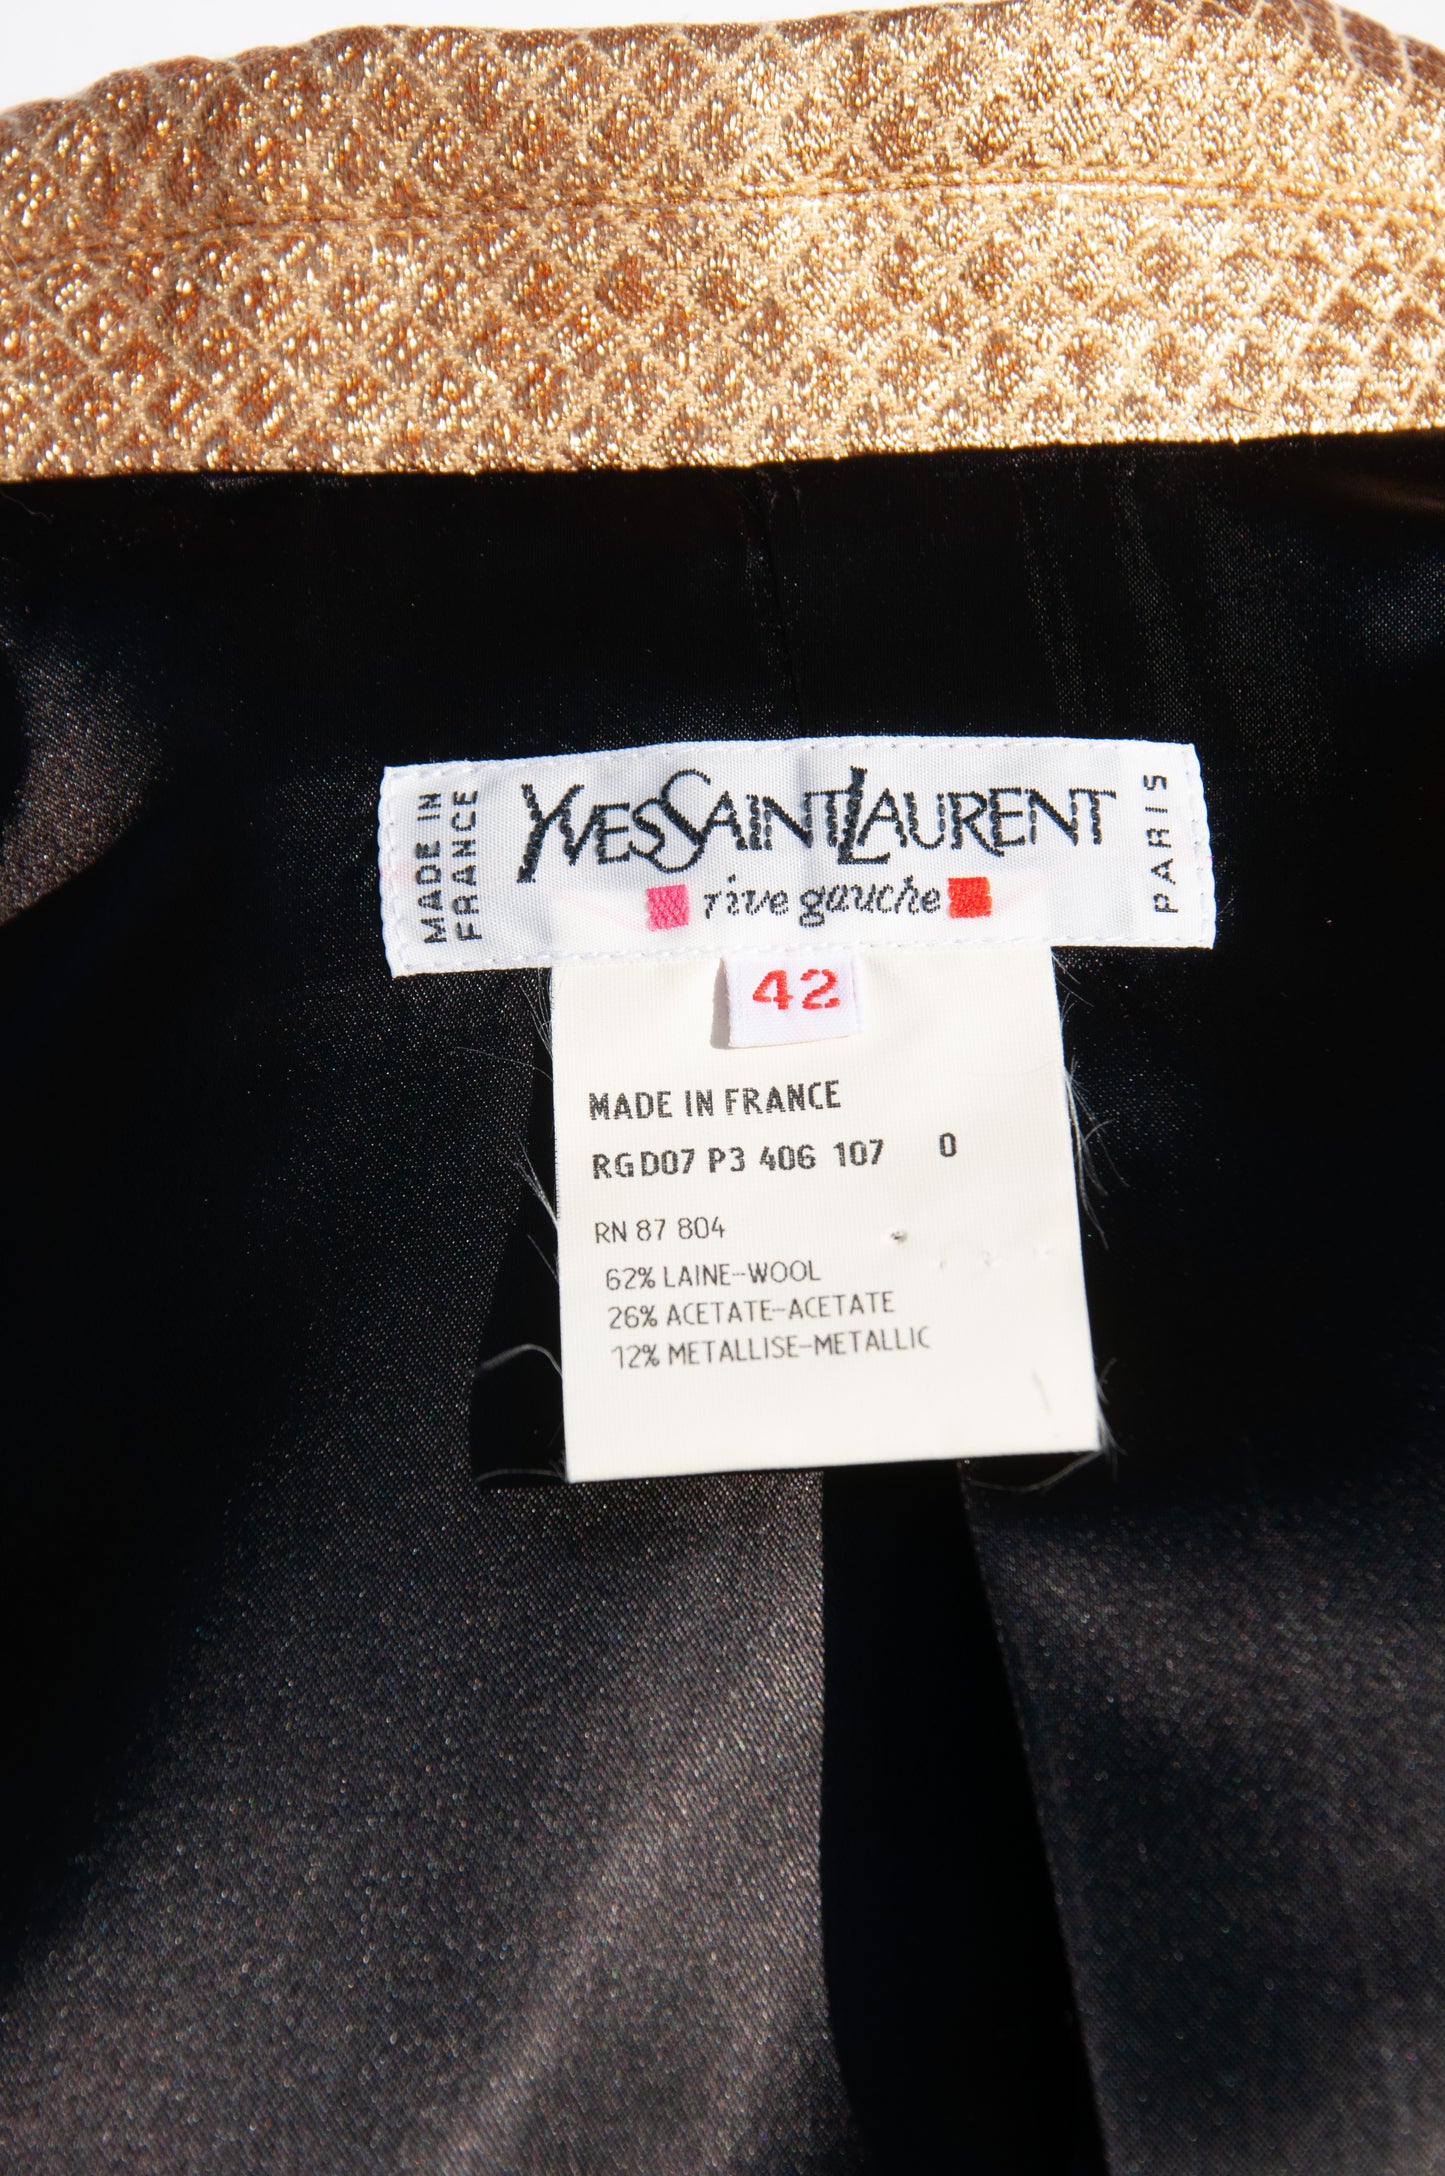 MADE IN
FRANCE
YVES SAINT LAURENT
rive gauche
PARIS
42
MADE IN FRANCE
RGD07 P3 406 107 0
RN 87 804
62% LAINE-WOOL
26% ACETATE-ACETATE
12% METALLISE-METALLIC